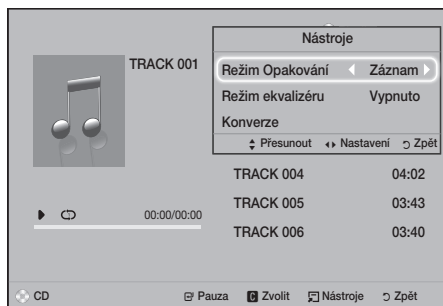 Nástroje
TRACK 001
Režim Opakování Záznam
Režim ekvalizéru Vypnuto
Konverze
Přesunout Nastavení Zpět
TRACK 004 04:02
TRACK 005 03:43
00:00/00:00
TRACK 006 03:40
CD Pauza C Zvolit Nástroje Zpět